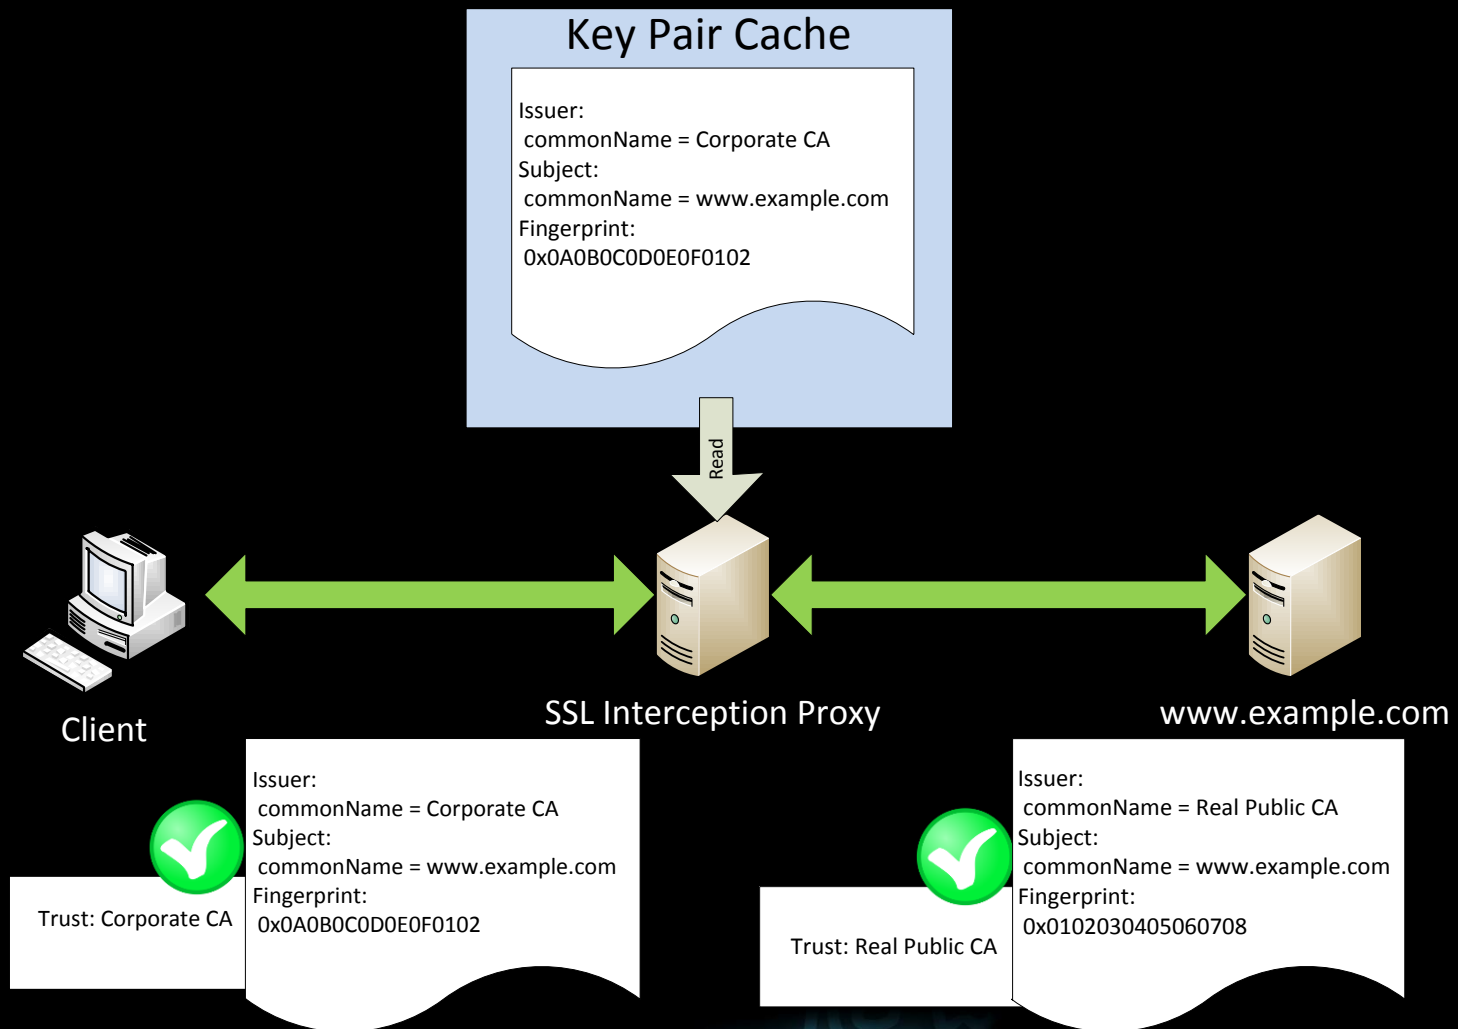 Key Pair Cache
Issuer:
commonName = Corporate CA
Subject:
commonName = www.example.com
Fingerprint:
0x0A0B0C0D0E0F0102
Read
Client
SSL Interception Proxy
www.example.com
Trust: Corporate CA
Issuer:
commonName = Corporate CA
Subject:
commonName = www.example.com
Fingerprint:
0x0A0B0C0D0E0F0102
Trust: Real Public CA
Issuer:
commonName = Real Public CA
Subject:
commonName = www.example.com
Fingerprint:
0x0102030405060708